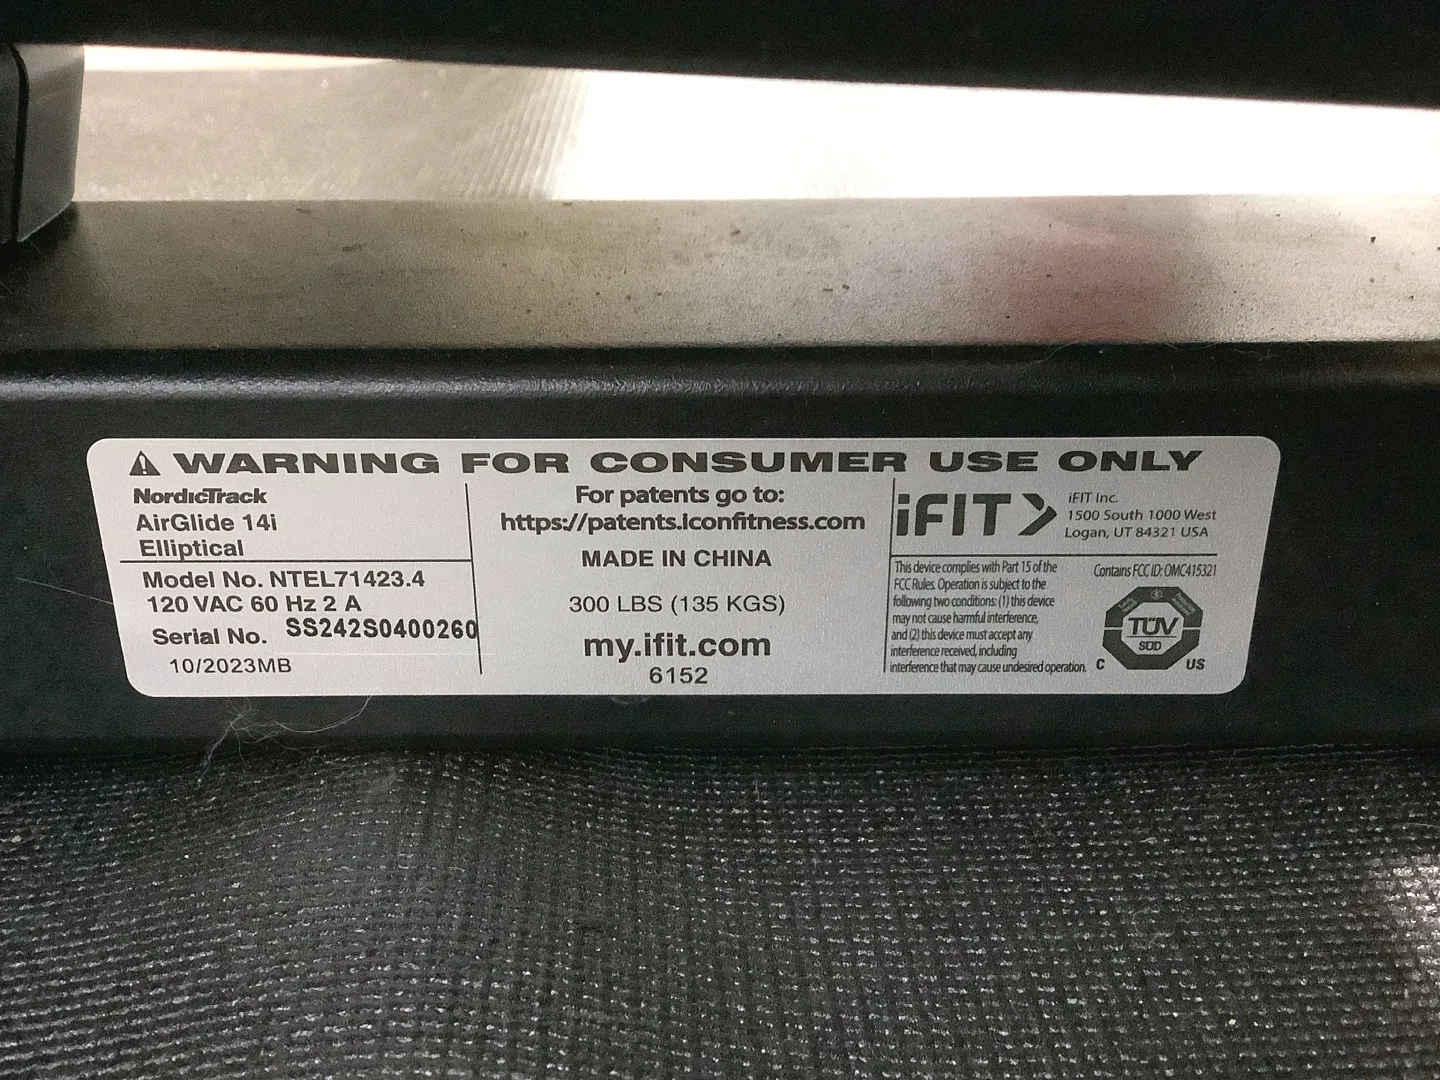 ⚠ WARNING FOR CONSUMER USE ONLY
NordicTrack
AirGlide 14i
Elliptical
Model No. NTEL71423.4
120 VAC 60 Hz 2 A
Serial No. SS242S0400260
10/2023MB
For patents go to:
https://patents.iconfitness.com
MADE IN CHINA
300 LBS (135 KGS)
my.ifit.com
6152
iFIT
iFIT Inc.
1500 South 1000 West
Logan, UT 84321 USA
This device complies with Part 15 of the
FCC Rules. Operation is subject to the
following two conditions: (1) this device
may not cause harmful interference,
and (2) this device must accept any
interference received, including
interference that may cause undesired operation.
Contains FCC ID: OMC415321
TÜV
SÜD
C US